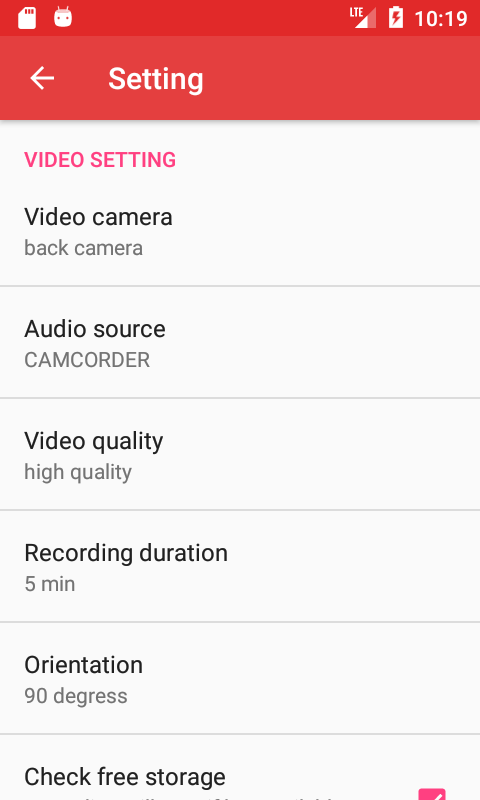 LTE 10:19
Setting
VIDEO SETTING
Video camera
back camera
Audio source
CAMCORDER
Video quality
high quality
Recording duration
5 min
Orientation
90 degress
Check free storage